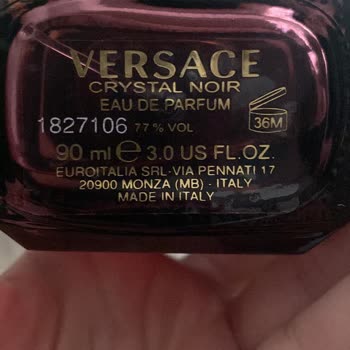 VERSACE
CRYSTAL NOIR
EAU DE PARFUM
1827106 77% VOL 36M
90 ml ℮ 3.0 US FL.OZ.
EUROITALIA SRL-VIA PENNATI 17
20900 MONZA (MB) - ITALY
MADE IN ITALY